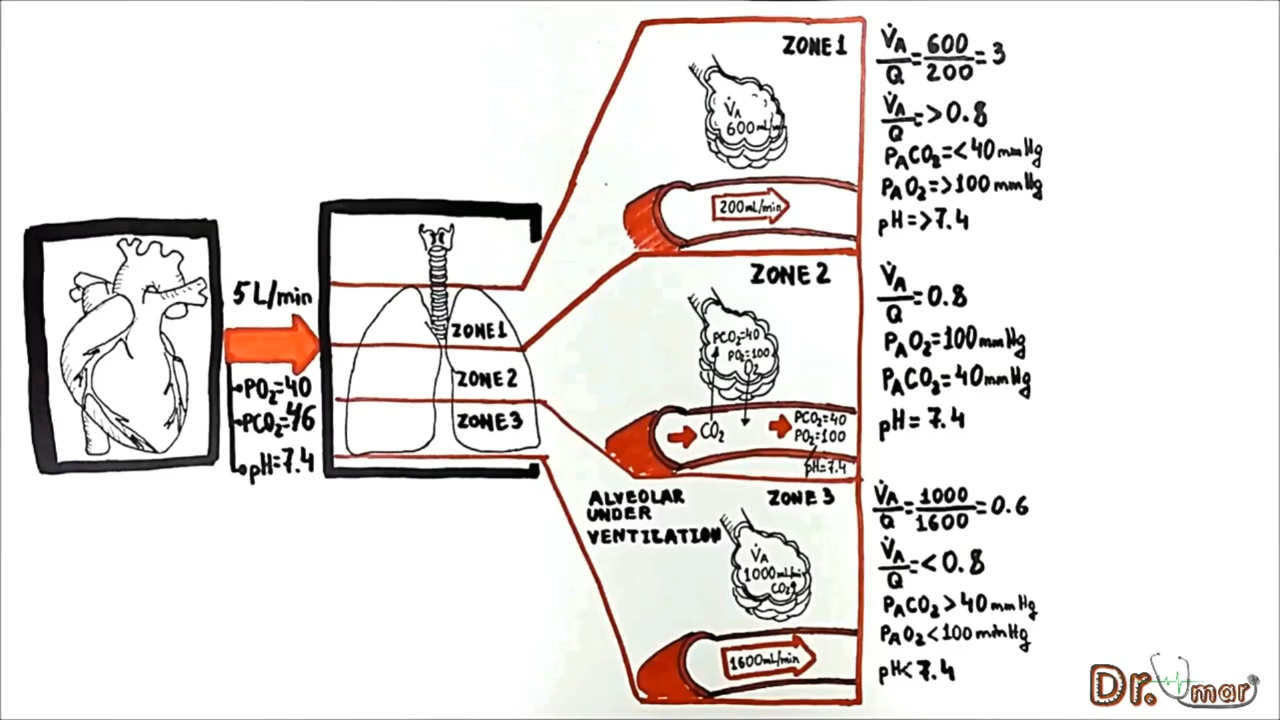 5 L/min
PO₂=40
PCO₂=46
pH=7.4
ZONE 1
ZONE 2
ZONE 3
ZONE 1
V̇A
600mL/min
200mL/min
V̇A/Q = 600/200 = 3
V̇A/Q = >0.8
PACO₂=<40 mmHg
PAO₂=>100 mmHg
pH=>7.4
ZONE 2
PCO₂=40
PO₂=100
O₂
CO₂
PCO₂=40
PO₂=100
pH=7.4
V̇A/Q = 0.8
PAO₂=100 mmHg
PACO₂=40 mmHg
pH= 7.4
ALVEOLAR
UNDER
VENTILATION
ZONE 3
V̇A
1000mL/min
CO₂↑
1600mL/min
V̇A/Q = 1000/1600 = 0.6
V̇A/Q = <0.8
PACO₂>40 mmHg
PAO₂<100 mmHg
pH<7.4
Dr. Umar